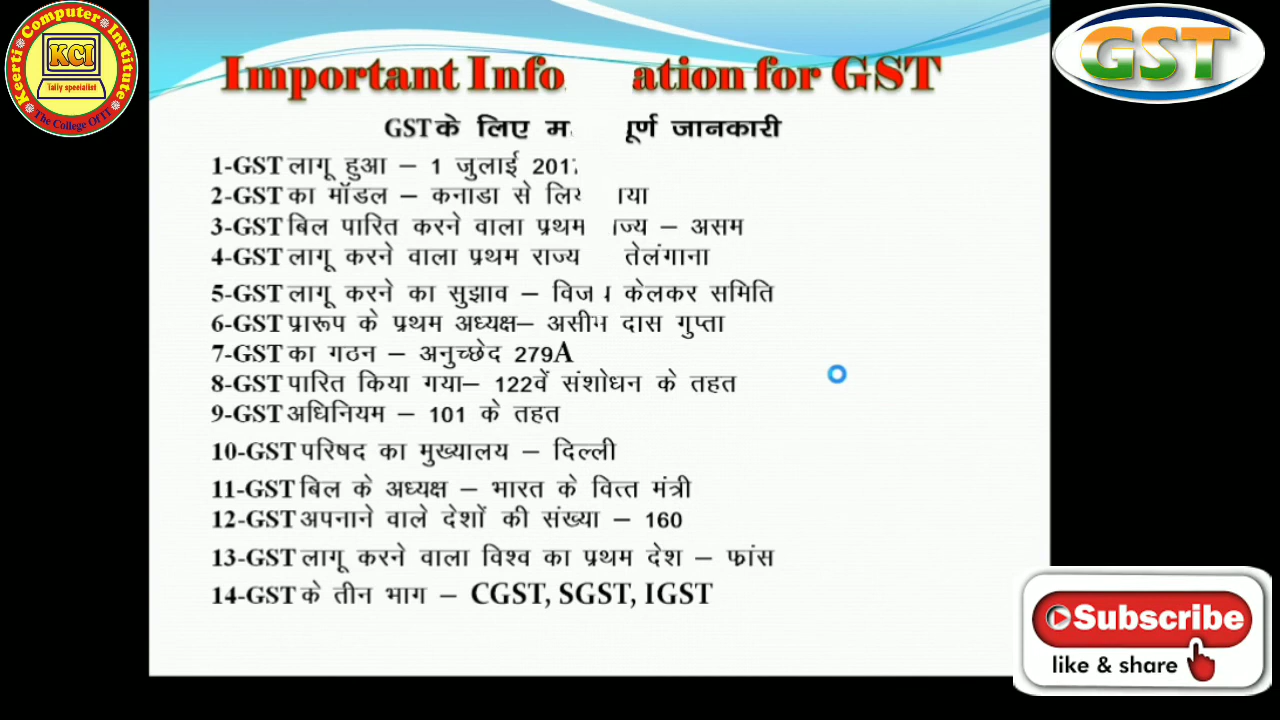 Keerti Computer Institute
KCI
Tally specialist
The College Of IT
GST
Important Info ation for GST
GST के लिए म पूर्ण जानकारी
1-GST लागू हुआ – 1 जुलाई 2017
2-GST का मॉडल – कनाडा से लि या
3-GST बिल पारित करने वाला प्रथम ाज्य – असम
4-GST लागू करने वाला प्रथम राज्य तेलंगाना
5-GST लागू करने का सुझाव – विजय केलकर समिति
6-GST प्रारूप के प्रथम अध्यक्ष– असीम दास गुप्ता
7-GST का गठन – अनुच्छेद 279A
8-GST पारित किया गया– 122वें संशोधन के तहत
9-GST अधिनियम – 101 के तहत
10-GST परिषद का मुख्यालय – दिल्ली
11-GST बिल के अध्यक्ष – भारत के वित्त मंत्री
12-GST अपनाने वाले देशों की संख्या – 160
13-GST लागू करने वाला विश्व का प्रथम देश – फ्रांस
14-GST के तीन भाग – CGST, SGST, IGST
Subscribe
like & share